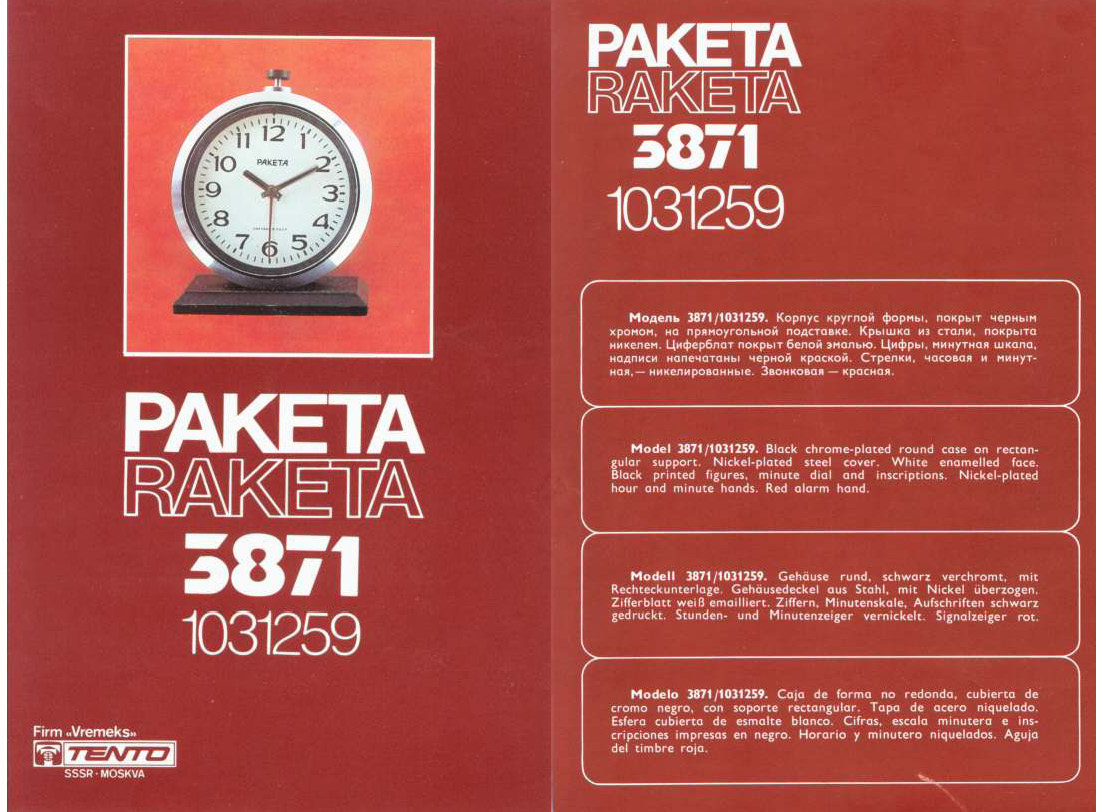 12
11 1
РАКЕТА
10 2
9 3
8 4
7 5
6
РАКЕТА
RAKETA
3871
1031259
Firm «Vremeks»
TENTO
SSSR · MOSKVA
РАКЕТА
RAKETA
3871
1031259
Модель 3871/1031259. Корпус круглой формы, покрыт черным
хромом, на прямоугольной подставке. Крышка из стали, покрыта
никелем. Циферблат покрыт белой эмалью. Цифры, минутная шкала,
надписи напечатаны черной краской. Стрелки, часовая и минут-
ная,— никелированные. Звонковая — красная.
Model 3871/1031259. Black chrome-plated round case on rectan-
gular support. Nickel-plated steel cover. White enamelled face.
Black printed figures, minute dial and inscriptions. Nickel-plated
hour and minute hands. Red alarm hand.
Modell 3871/1031259. Gehäuse rund, schwarz verchromt, mit
Rechteckunterlage. Gehäusedeckel aus Stahl, mit Nickel überzogen.
Zifferblatt weiß emailliert. Ziffern, Minutenskale, Aufschriften schwarz
gedruckt. Stunden- und Minutenzeiger vernickelt. Signalzeiger rot.
Modelo 3871/1031259. Caja de forma no redonda, cubierta de
cromo negro, con soporte rectangular. Tapa de acero niquelado.
Esfera cubierta de esmalte blanco. Cifras, escala minutera e ins-
cripciones impresas en negro. Horario y minutero niquelados. Aguja
del timbre roja.